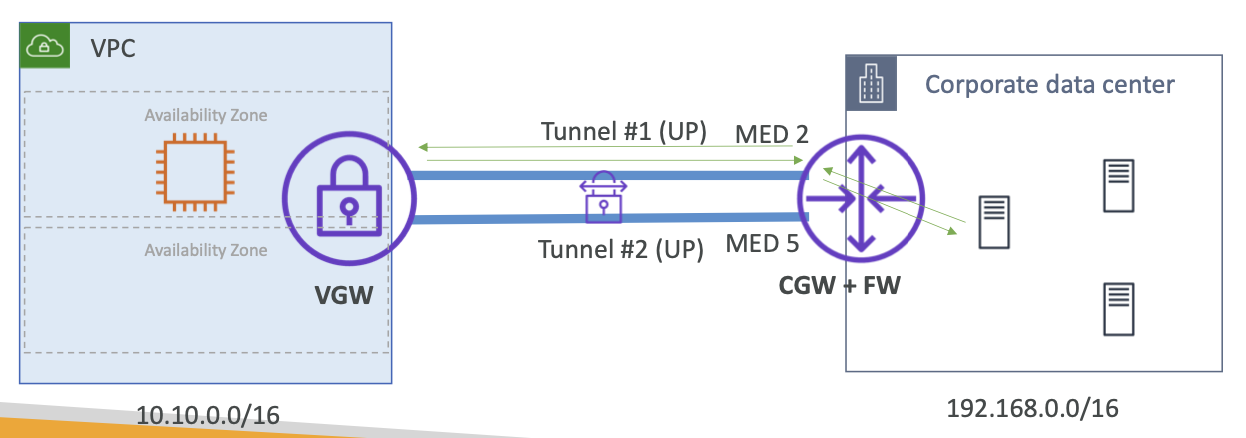 VPC
Corporate data center
Availability Zone
Tunnel #1 (UP)
MED 2
Availability Zone
Tunnel #2 (UP)
MED 5
VGW
CGW + FW
10.10.0.0/16
192.168.0.0/16